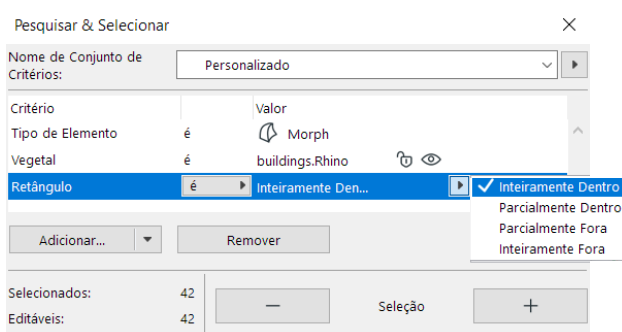 Pesquisar & Selecionar
Nome de Conjunto de
Critérios:
Personalizado
Critério Valor
Tipo de Elemento é Morph
Vegetal é buildings.Rhino
Retângulo é Inteiramente Den...
Inteiramente Dentro
Parcialmente Dentro
Parcialmente Fora
Inteiramente Fora
Adicionar... Remover
Selecionados: 42
Editáveis: 42
— Seleção +